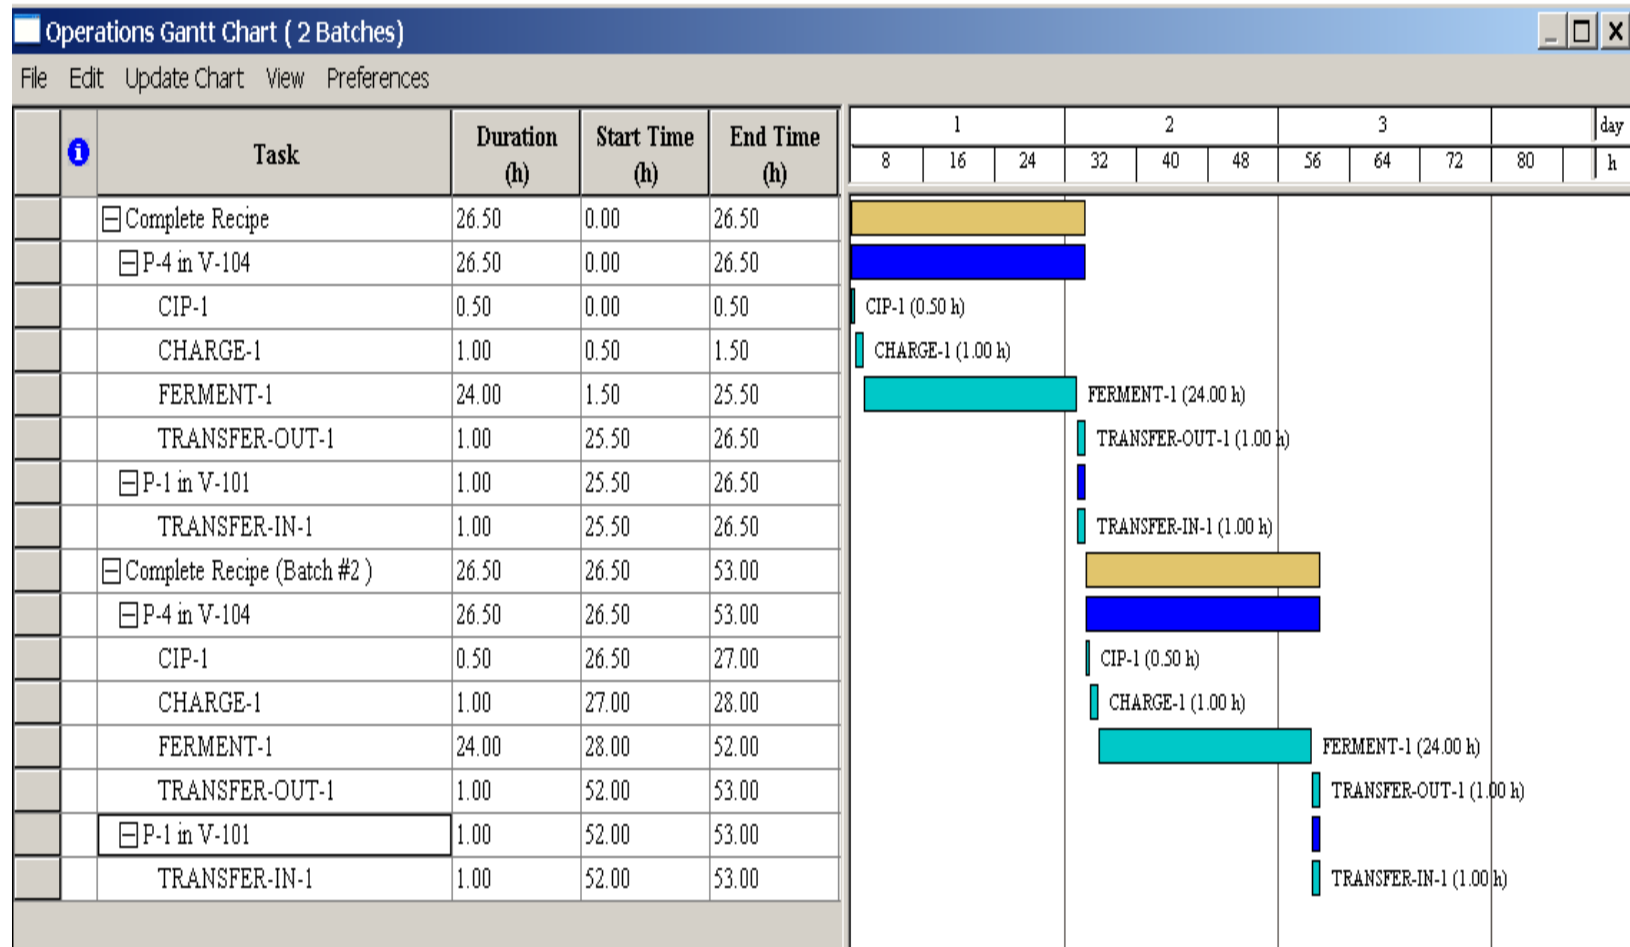 Operations Gantt Chart ( 2 Batches)
File Edit Update Chart View Preferences
Task Duration (h) Start Time (h) End Time (h) 1 2 3 day
8 16 24 32 40 48 56 64 72 80 h
Complete Recipe 26.50 0.00 26.50
P-4 in V-104 26.50 0.00 26.50
CIP-1 0.50 0.00 0.50 CIP-1 (0.50 h)
CHARGE-1 1.00 0.50 1.50 CHARGE-1 (1.00 h)
FERMENT-1 24.00 1.50 25.50 FERMENT-1 (24.00 h)
TRANSFER-OUT-1 1.00 25.50 26.50 TRANSFER-OUT-1 (1.00 h)
P-1 in V-101 1.00 25.50 26.50
TRANSFER-IN-1 1.00 25.50 26.50 TRANSFER-IN-1 (1.00 h)
Complete Recipe (Batch #2 ) 26.50 26.50 53.00
P-4 in V-104 26.50 26.50 53.00
CIP-1 0.50 26.50 27.00 CIP-1 (0.50 h)
CHARGE-1 1.00 27.00 28.00 CHARGE-1 (1.00 h)
FERMENT-1 24.00 28.00 52.00 FERMENT-1 (24.00 h)
TRANSFER-OUT-1 1.00 52.00 53.00 TRANSFER-OUT-1 (1.00 h)
P-1 in V-101 1.00 52.00 53.00
TRANSFER-IN-1 1.00 52.00 53.00 TRANSFER-IN-1 (1.00 h)